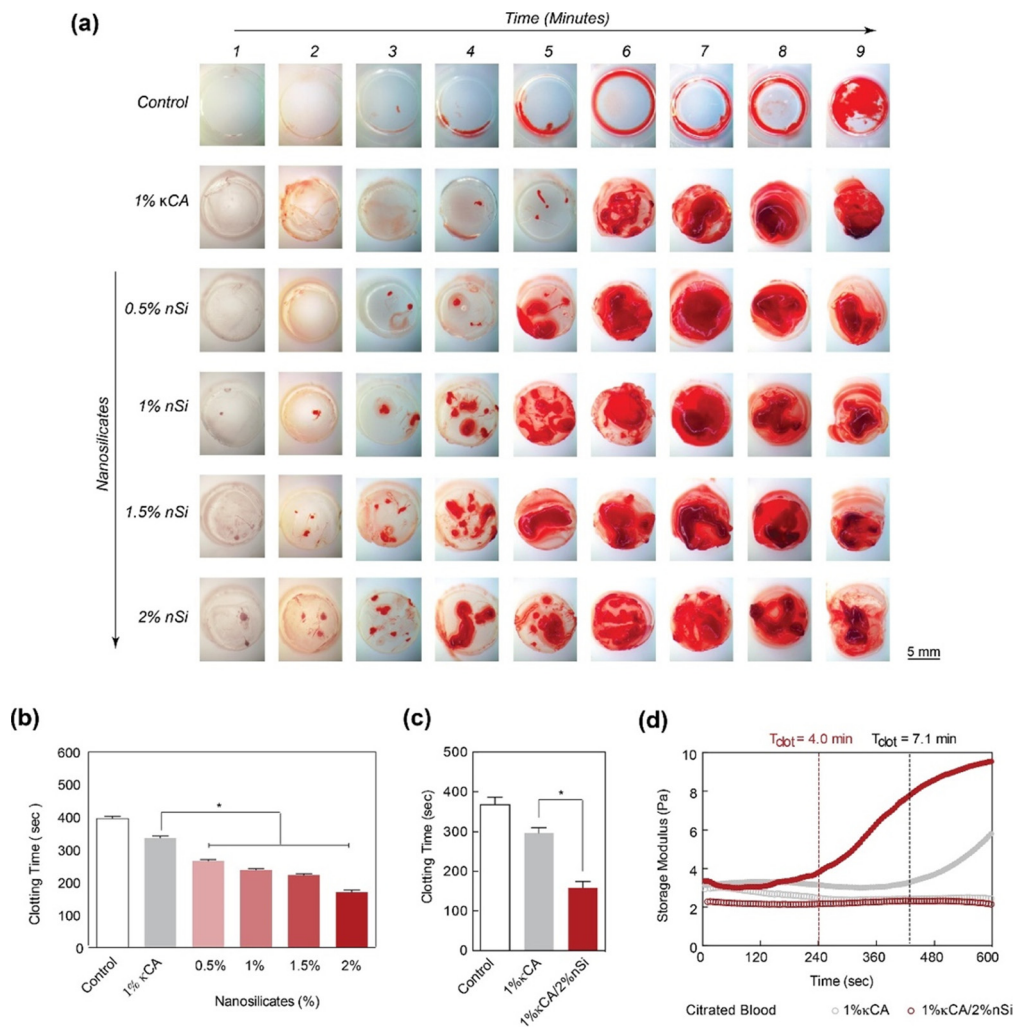 (a)
Time (Minutes)
1 2 3 4 5 6 7 8 9
Control
1% κCA
0.5% nSi
1% nSi
1.5% nSi
2% nSi
Nanosilicates
5 mm
(b)
600
500
400
300
200
100
0
Clotting Time ( sec )
*
Control
1% κCA
0.5% 1% 1.5% 2%
Nanosilicates (%)
(c)
500
400
300
200
100
0
Clotting Time (sec)
*
Control
1%κCA
1%κCA/2%nSi
(d)
Tclot = 4.0 min Tclot = 7.1 min
10
8
6
4
2
0
Storage Modulus (Pa)
0 120 240 360 480 600
Time (sec)
Citrated Blood 1%κCA 1%κCA/2%nSi